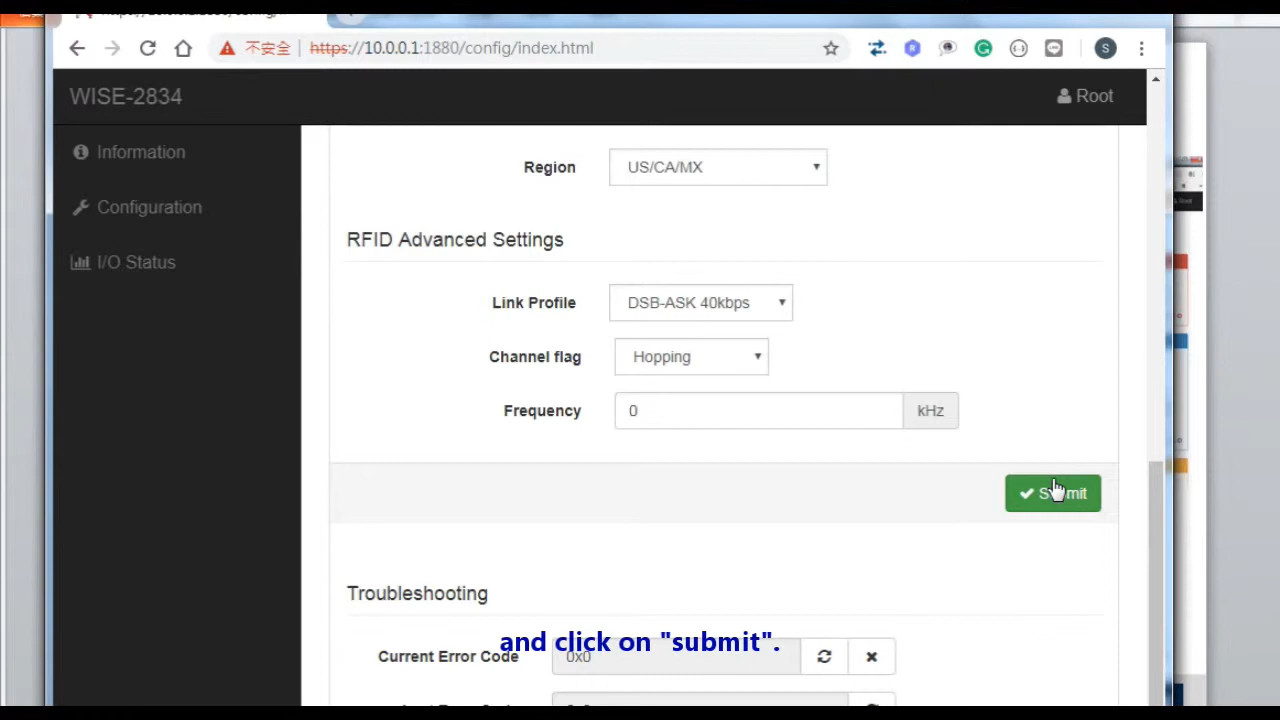 不安全 https://10.0.0.1:1880/config/index.html
WISE-2834
Root
Information
Configuration
I/O Status
Region US/CA/MX
RFID Advanced Settings
Link Profile DSB-ASK 40kbps
Channel flag Hopping
Frequency 0 kHz
Submit
Troubleshooting
and click on "submit".
Current Error Code 0x0